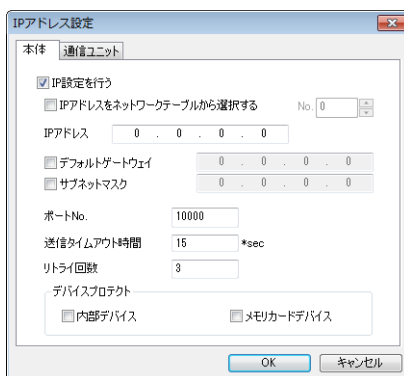 IPアドレス設定
本体 通信ユニット
IP設定を行う
IPアドレスをネットワークテーブルから選択する No. 0
IPアドレス 0 . 0 . 0 . 0
デフォルトゲートウェイ 0 . 0 . 0 . 0
サブネットマスク 0 . 0 . 0 . 0
ポートNo. 10000
送信タイムアウト時間 15 *sec
リトライ回数 3
デバイスプロテクト
内部デバイス メモリカードデバイス
OK キャンセル